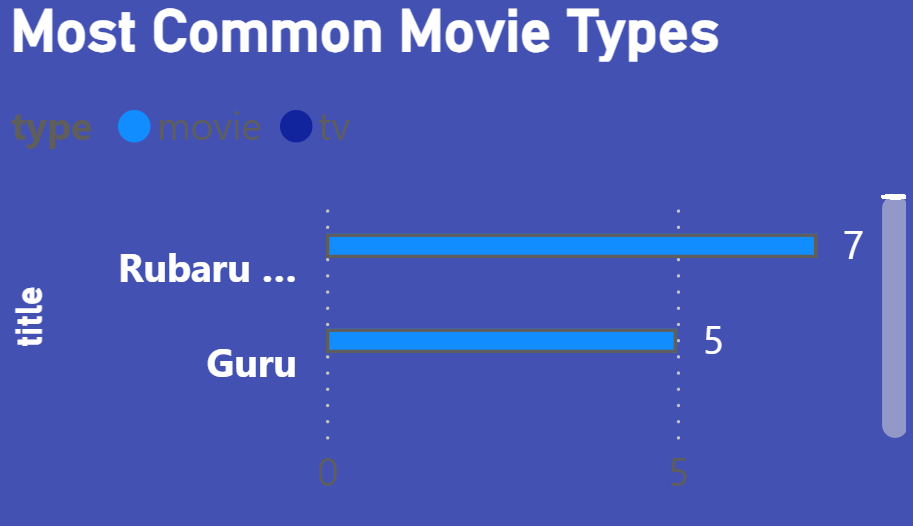 Most Common Movie Types
type movie tv
title
Rubaru ... 7
Guru 5
0 5